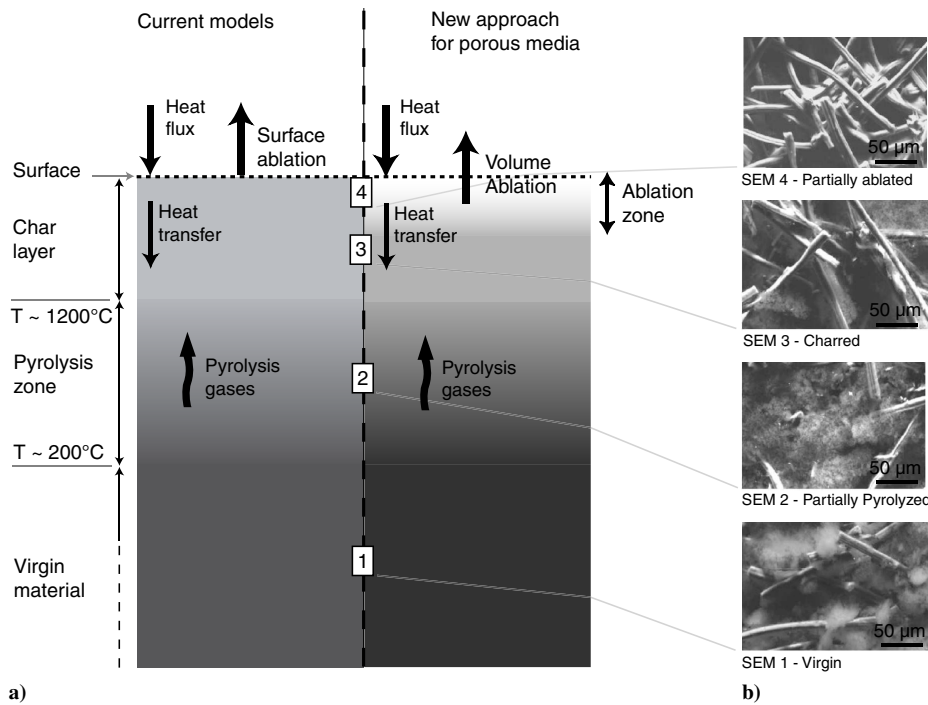 Current models
New approach
for porous media
Heat
flux
Surface
ablation
Heat
flux
Volume
Ablation
Surface
Char
layer
Heat
transfer
4
3
Heat
transfer
Ablation
zone
T ~ 1200°C
Pyrolysis
zone
T ~ 200°C
Pyrolysis
gases
2
Pyrolysis
gases
Virgin
material
1
a)
50 µm
SEM 4 - Partially ablated
50 µm
SEM 3 - Charred
50 µm
SEM 2 - Partially Pyrolyzed
50 µm
SEM 1 - Virgin
b)